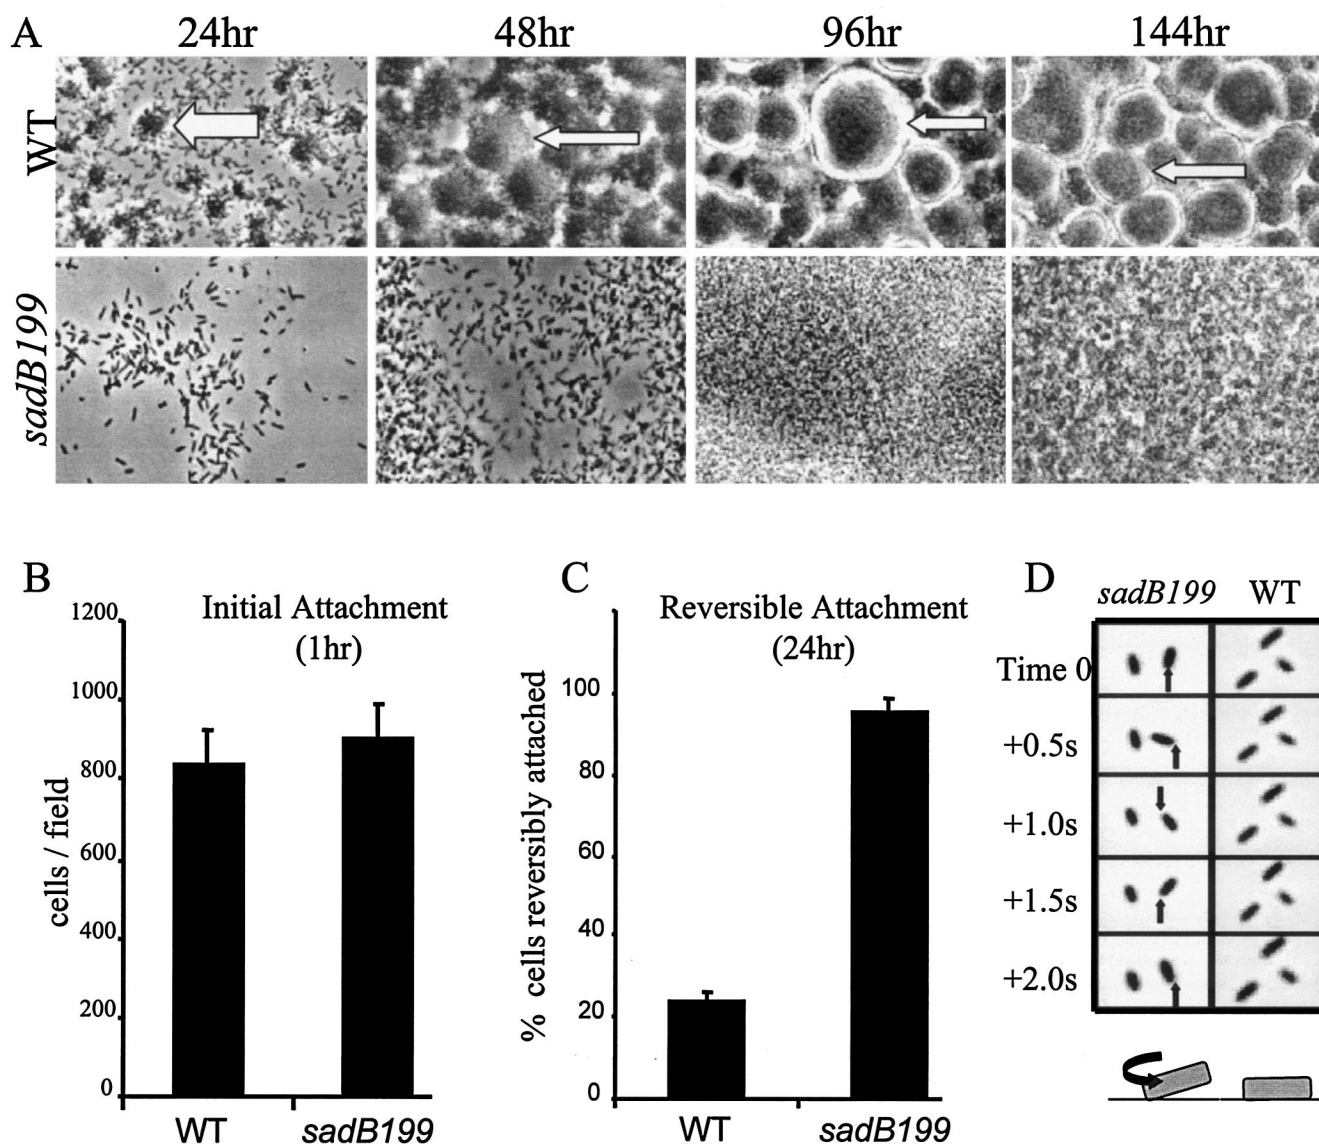 A
24hr 48hr 96hr 144hr
WT
sadB199
B
Initial Attachment
(1hr)
cells / field
1200
1000
800
600
400
200
0
WT sadB199
C
Reversible Attachment
(24hr)
% cells reversibly attached
100
80
60
40
20
0
WT sadB199
D
sadB199 WT
Time 0
+0.5s
+1.0s
+1.5s
+2.0s